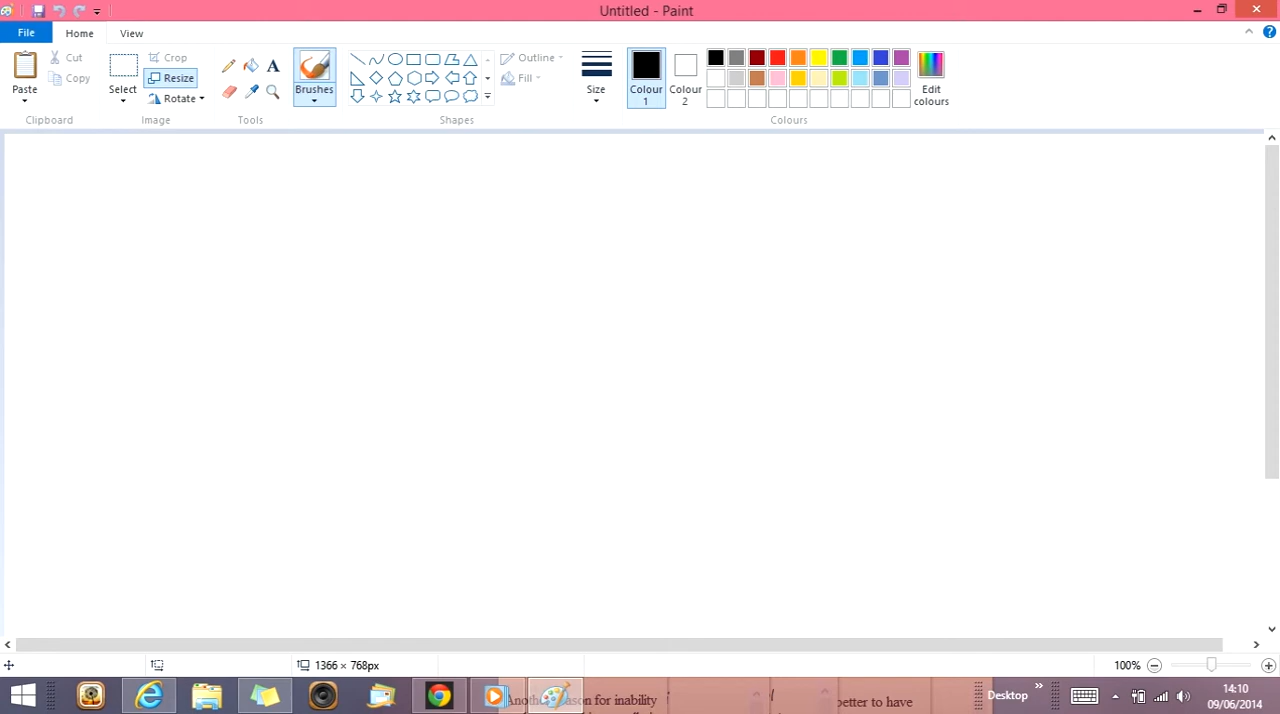 Untitled - Paint
File Home View
Paste
Cut
Copy
Clipboard
Select
Crop
Resize
Rotate
Image
A
Tools
Brushes
Outline
Fill
Shapes
Size
Colour 1
Colour 2
Edit colours
Colours
1366 × 768px
100%
Another reason for inability
better to have
Desktop
14:10
09/06/2014